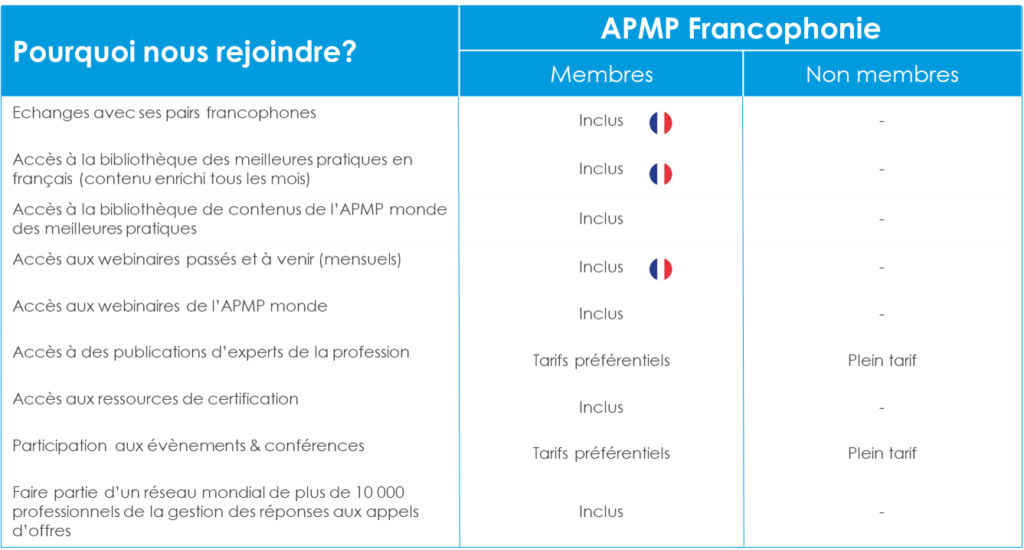 Pourquoi nous rejoindre?
APMP Francophonie
Membres
Non membres
Echanges avec ses pairs francophones
Inclus
-
Accès à la bibliothèque des meilleures pratiques en
français (contenu enrichi tous les mois)
Inclus
-
Accès à la bibliothèque de contenus de l’APMP monde
des meilleures pratiques
Inclus
-
Accès aux webinaires passés et à venir (mensuels)
Inclus
-
Accès aux webinaires de l’APMP monde
Inclus
-
Accès à des publications d’experts de la profession
Tarifs préférentiels
Plein tarif
Accès aux ressources de certification
Inclus
-
Participation aux évènements & conférences
Tarifs préférentiels
Plein tarif
Faire partie d’un réseau mondial de plus de 10 000
professionnels de la gestion des réponses aux appels
d’offres
Inclus
-